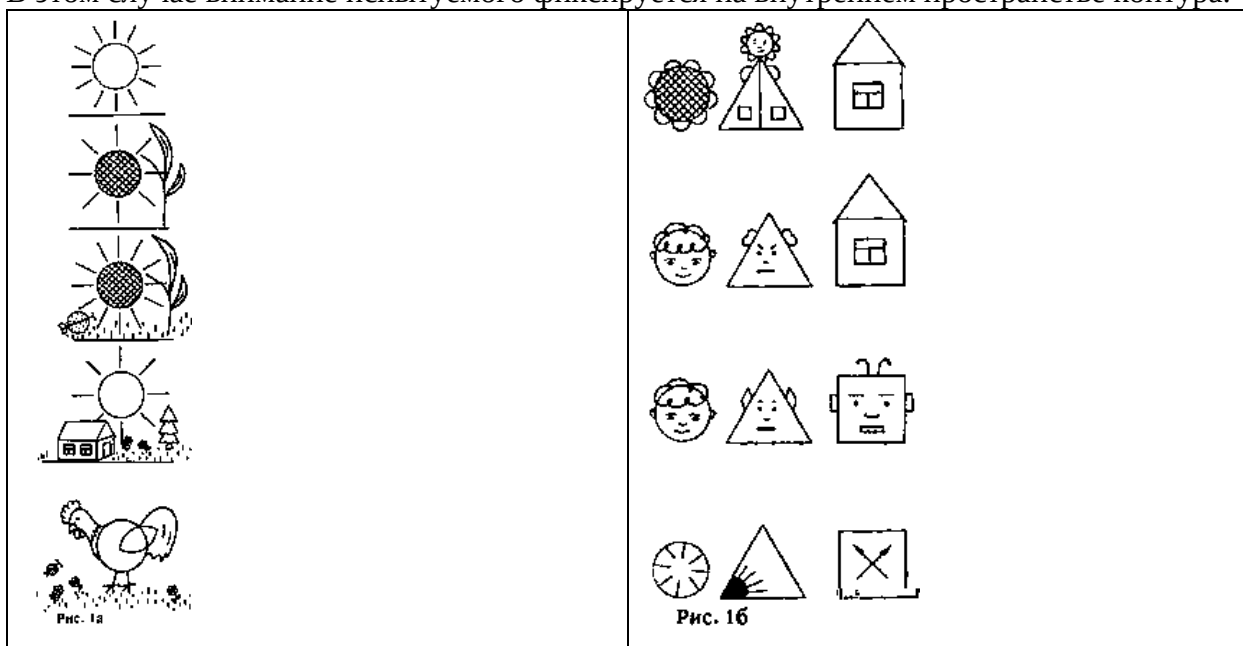 В этом случае внимание испытуемого фиксируется на внутреннем пространстве контура.
Рис. 1а
Рис. 1б